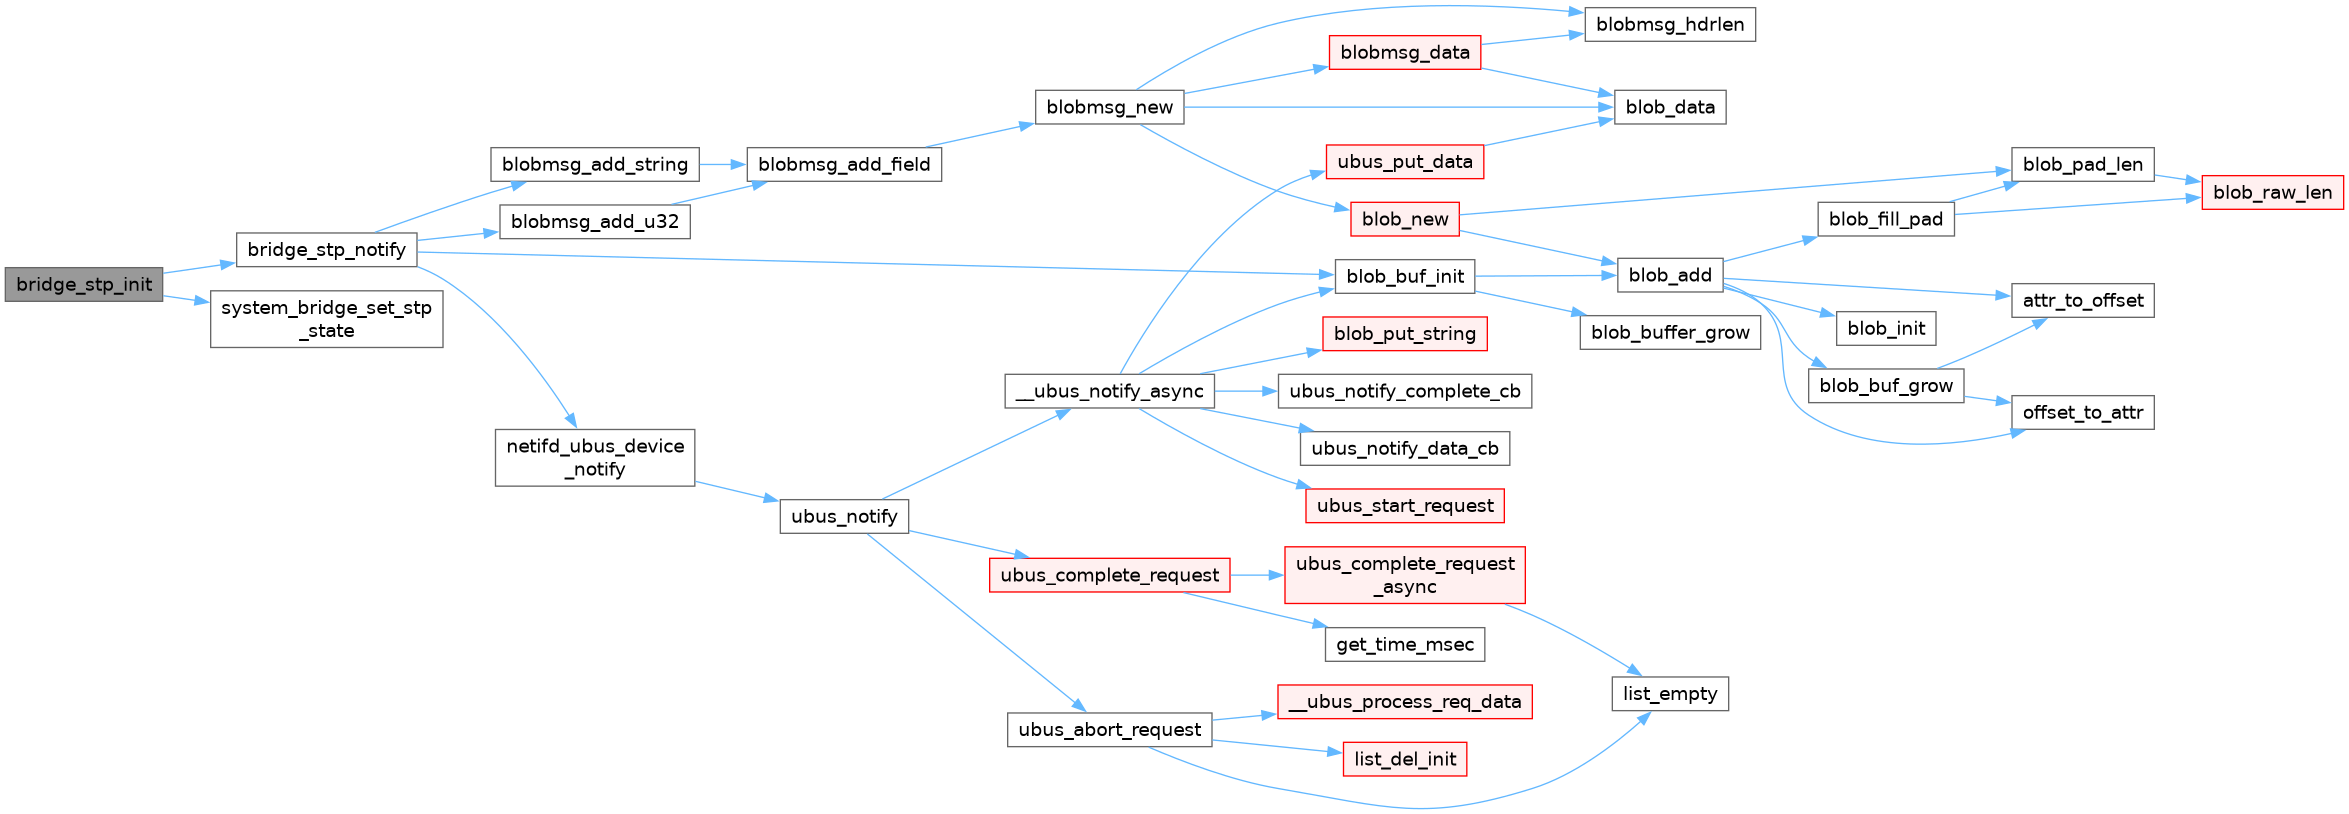 bridge_stp_init
bridge_stp_notify
system_bridge_set_stp
_state
blobmsg_add_string
blobmsg_add_u32
netifd_ubus_device
_notify
blobmsg_add_field
ubus_notify
blobmsg_new
__ubus_notify_async
ubus_complete_request
ubus_abort_request
blobmsg_data
ubus_put_data
blob_new
blob_buf_init
blob_put_string
ubus_notify_complete_cb
ubus_notify_data_cb
ubus_start_request
ubus_complete_request
_async
get_time_msec
__ubus_process_req_data
list_del_init
blobmsg_hdrlen
blob_data
blob_add
blob_buffer_grow
list_empty
blob_fill_pad
blob_init
blob_buf_grow
blob_pad_len
attr_to_offset
offset_to_attr
blob_raw_len